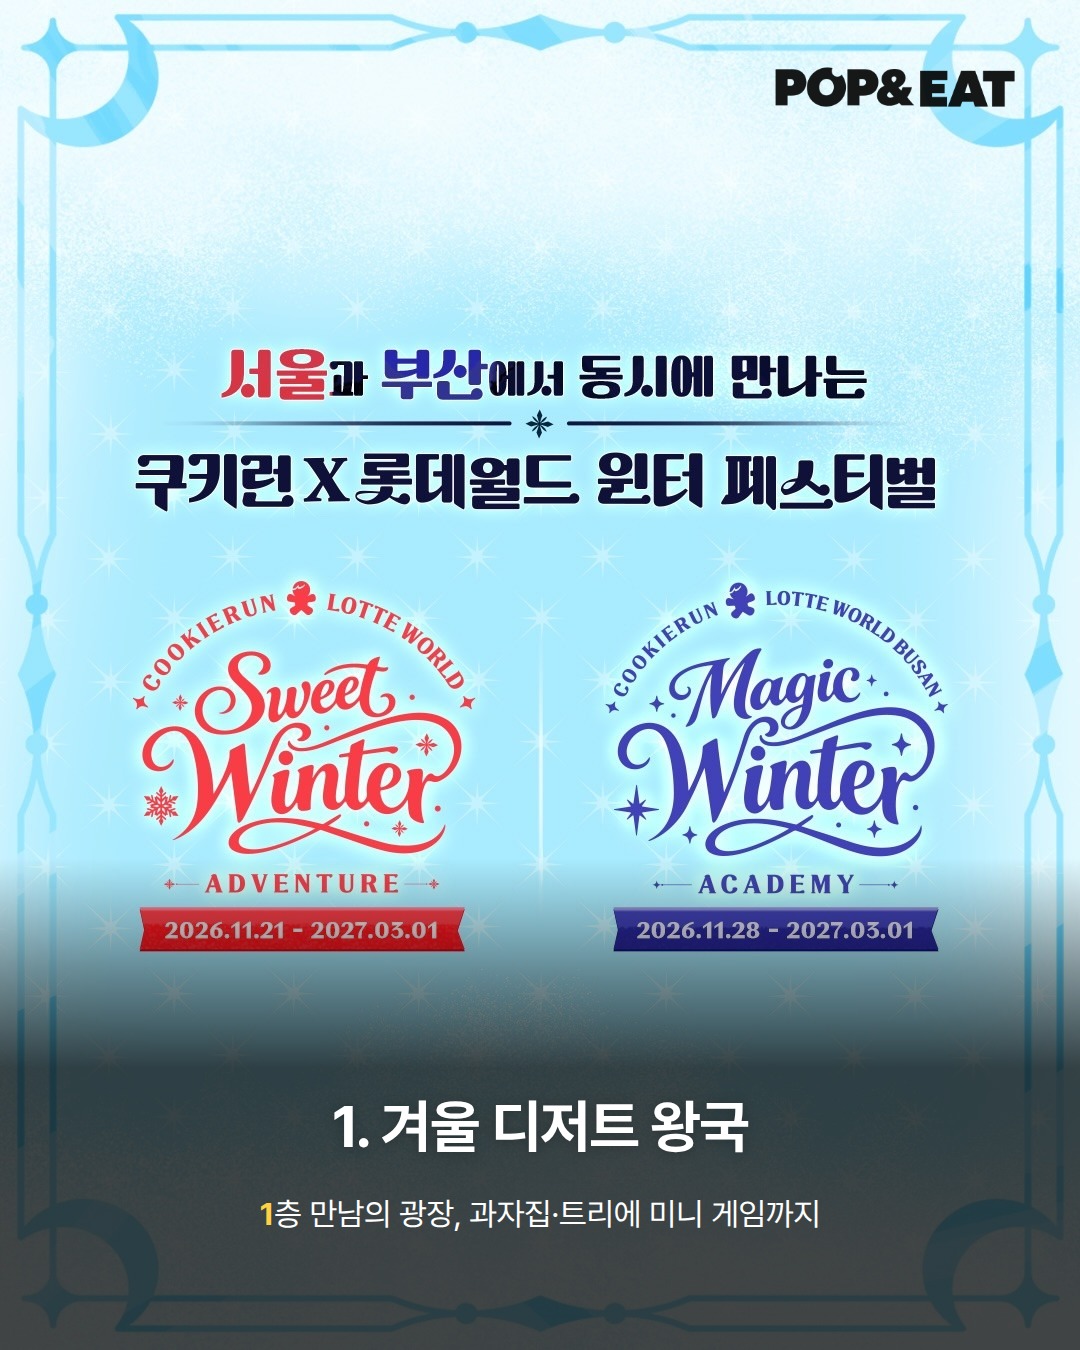 POP&EAT
서울과 부산에서 동시에 만나는
쿠키런 X 롯데월드 윈터 페스티벌
COOKIERUN LOTTE WORLD
Sweet
Winter
ADVENTURE
2026.11.21 - 2027.03.01
COOKIERUN LOTTE WORLD BUSAN
Magic
Winter
ACADEMY
2026.11.28 - 2027.03.01
1. 겨울 디저트 왕국
1층 만남의 광장, 과자집·트리에 미니 게임까지